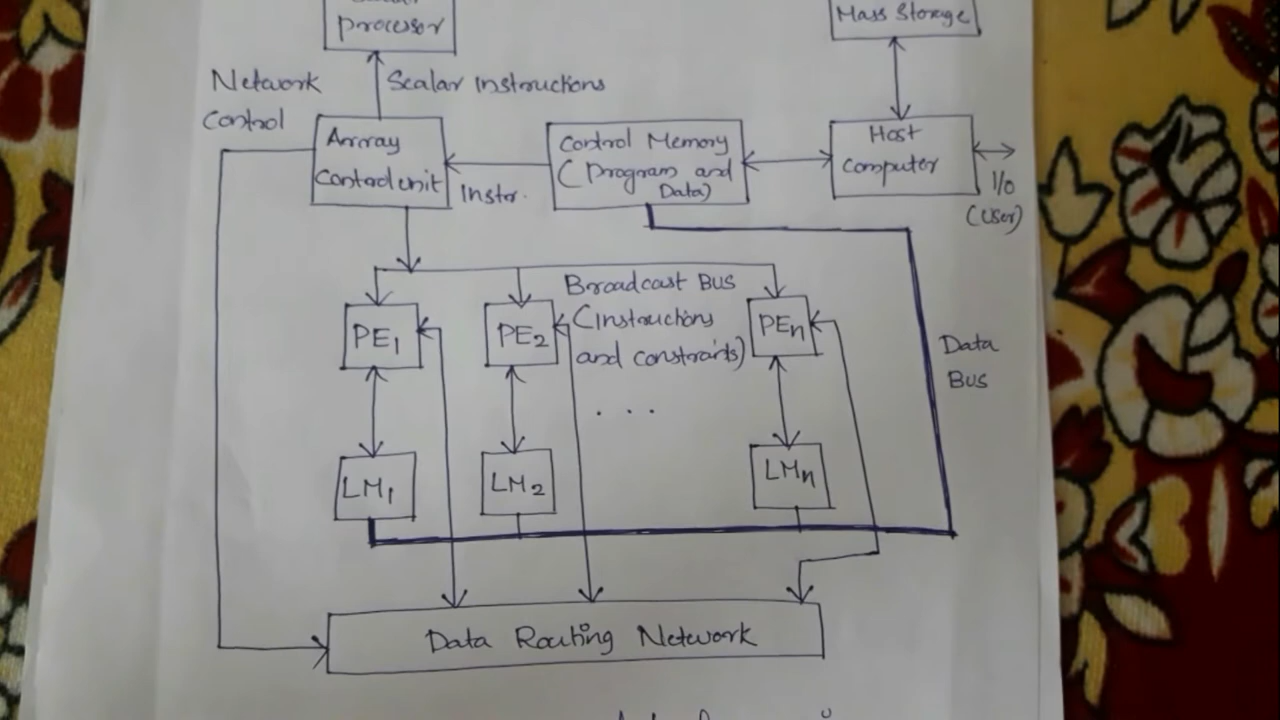 Processor
Mass Storage
Network
Control
Scalar Instructions
Array
Control unit
Instr.
Control Memory
(Program and
Data)
Host
Computer
I/O
(User)
Broadcast Bus
(Instructions
and constraints)
PE1
PE2
PEn
. . .
Data
Bus
LM1
LM2
LMn
Data Routing Network